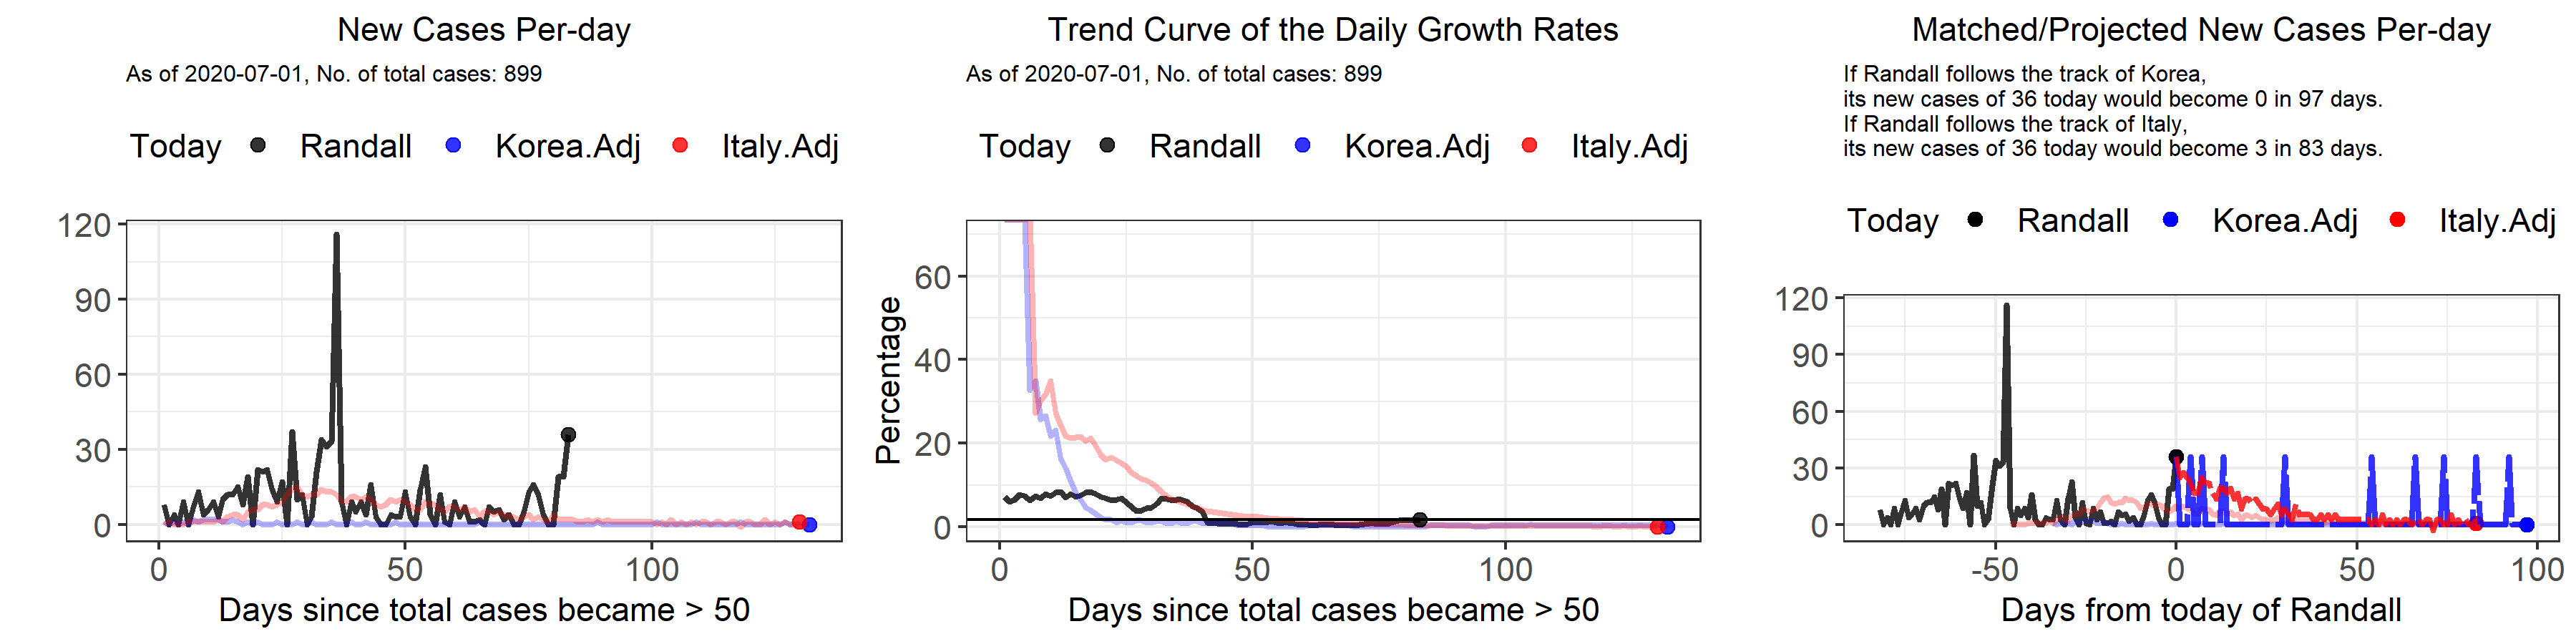 New Cases Per-day
As of 2020-07-01, No. of total cases: 899
Today Randall Korea.Adj Italy.Adj
120
90
60
30
0
0 50 100
Days since total cases became > 50
Trend Curve of the Daily Growth Rates
As of 2020-07-01, No. of total cases: 899
Today Randall Korea.Adj Italy.Adj
Percentage
60
40
20
0
0 50 100
Days since total cases became > 50
Matched/Projected New Cases Per-day
If Randall follows the track of Korea,
its new cases of 36 today would become 0 in 97 days.
If Randall follows the track of Italy,
its new cases of 36 today would become 3 in 83 days.
Today Randall Korea.Adj Italy.Adj
120
90
60
30
0
-50 0 50 100
Days from today of Randall